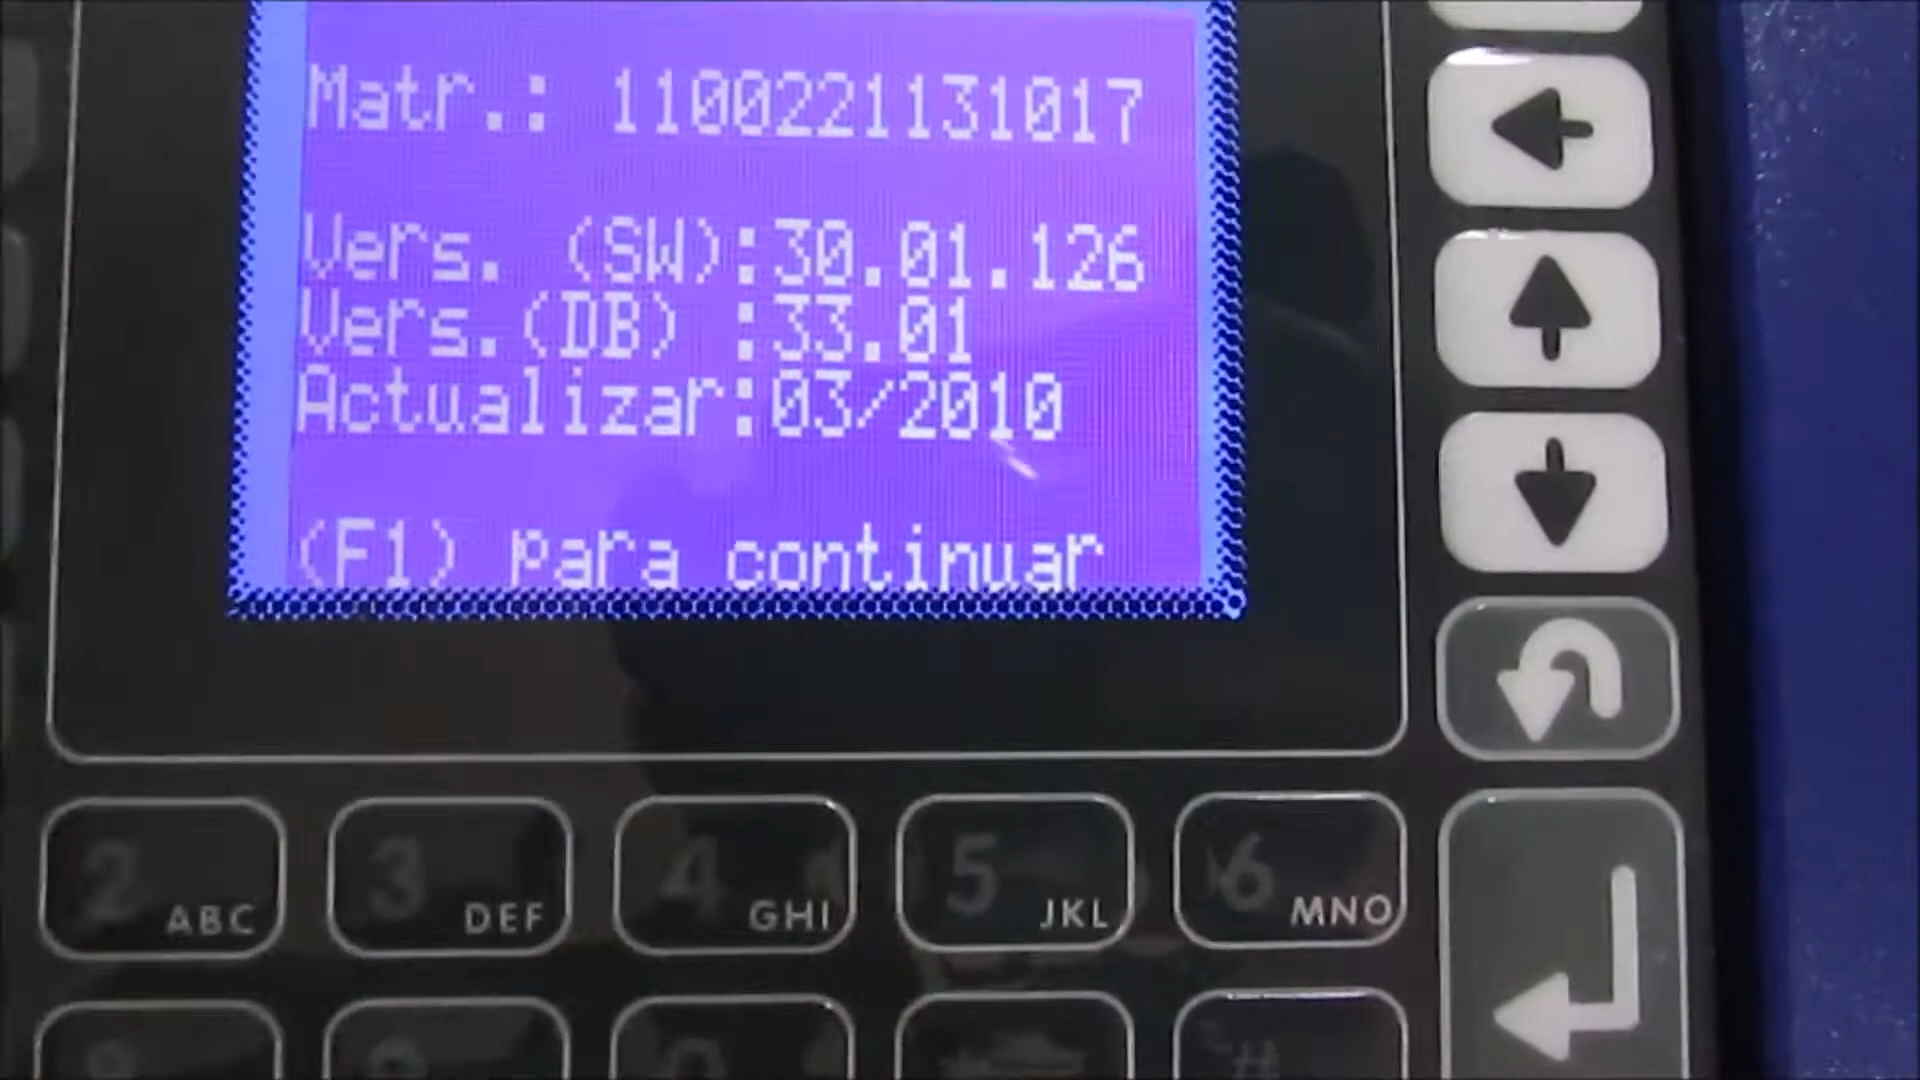 Matr.: 1100221131017
Vers. (SW):30.01.126
Vers.(DB) :33.01
Actualizar:03/2010
(F1) para continuar
2 ABC
3 DEF
4 GHI
5 JKL
6 MNO
#